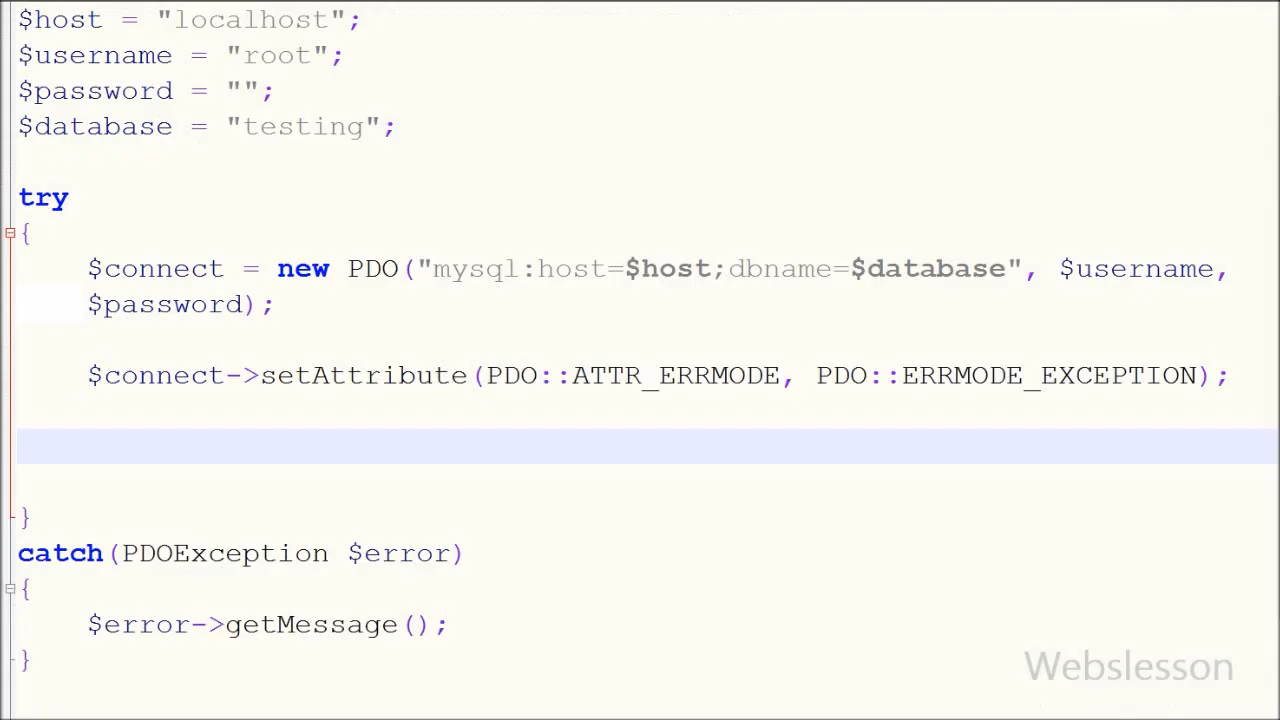 $host = "localhost";
$username = "root";
$password = "";
$database = "testing";
try
{
$connect = new PDO("mysql:host=$host;dbname=$database", $username,
$password);
$connect->setAttribute(PDO::ATTR_ERRMODE, PDO::ERRMODE_EXCEPTION);
}
catch(PDOException $error)
{
$error->getMessage();
}
Webslesson